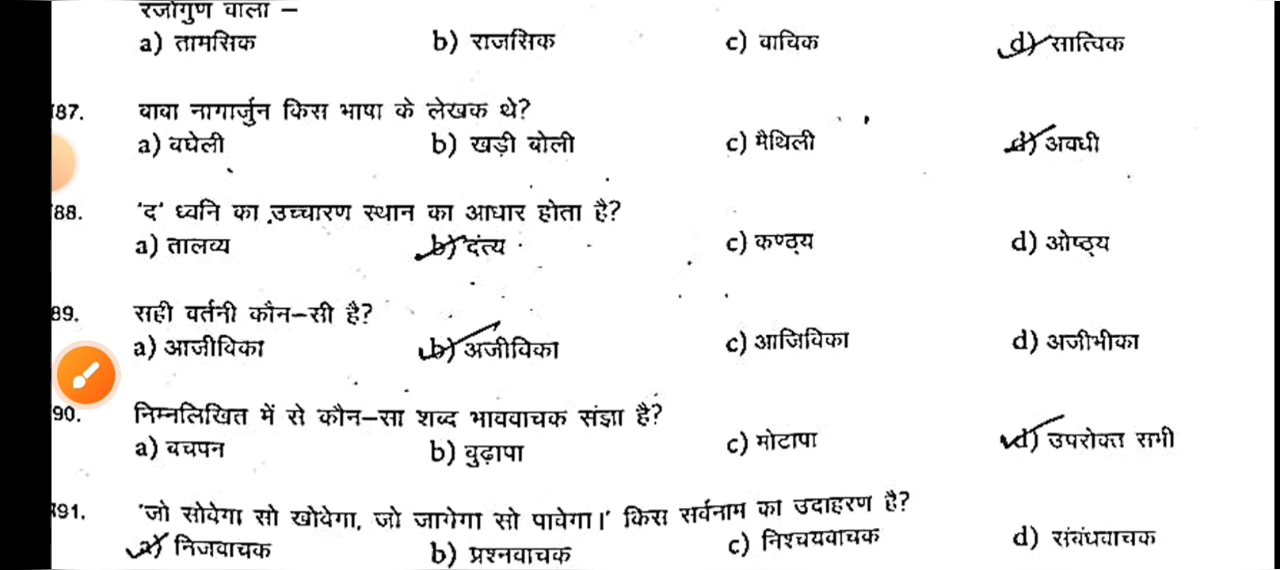 रजोगुण वाला –
a) तामसिक b) राजसिक c) वाचिक d) सात्विक
187. बाबा नागार्जुन किस भाषा के लेखक थे?
a) बघेली b) खड़ी बोली c) मैथिली d) अवधी
88. 'द' ध्वनि का उच्चारण स्थान का आधार होता है?
a) तालव्य b) दंत्य c) कण्ठ्य d) ओष्ठ्य
89. सही वर्तनी कौन-सी है?
a) आजीविका b) अजीविका c) आजिविका d) अजीभीका
90. निम्नलिखित में से कौन-सा शब्द भाववाचक संज्ञा है?
a) बचपन b) बुढ़ापा c) मोटापा d) उपरोक्त सभी
191. 'जो सोवेगा सो खोवेगा, जो जागेगा सो पावेगा।' किस सर्वनाम का उदाहरण है?
a) निजवाचक b) प्रश्नवाचक c) निश्चयवाचक d) संबंधवाचक